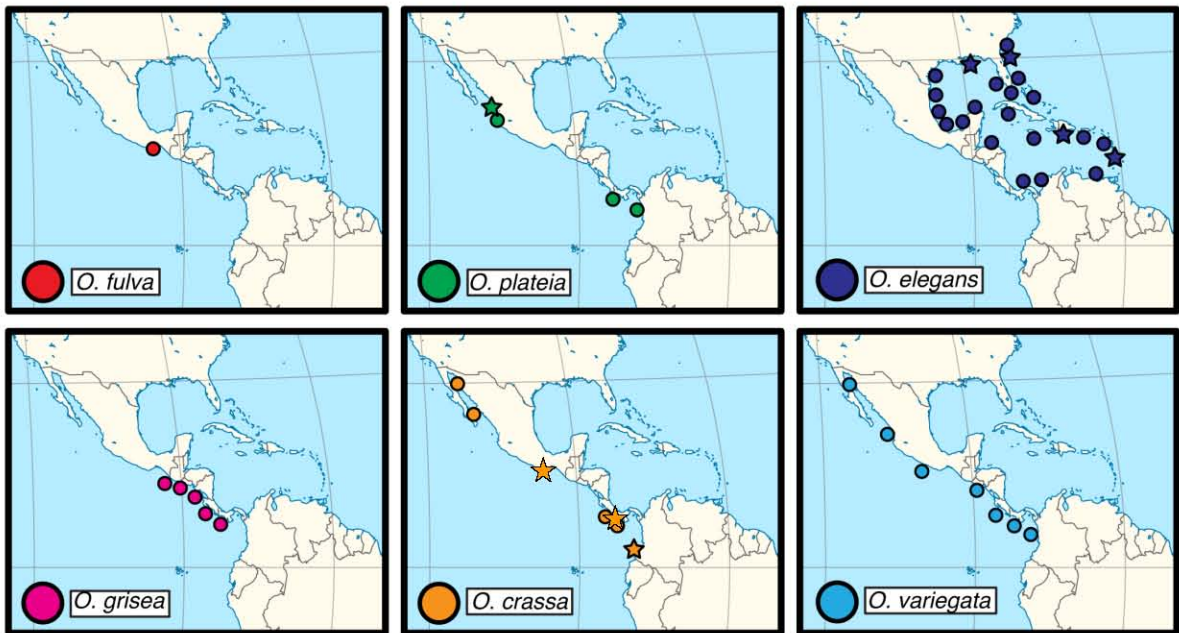 O. fulva
O. plateia
O. elegans
O. grisea
O. crassa
O. variegata